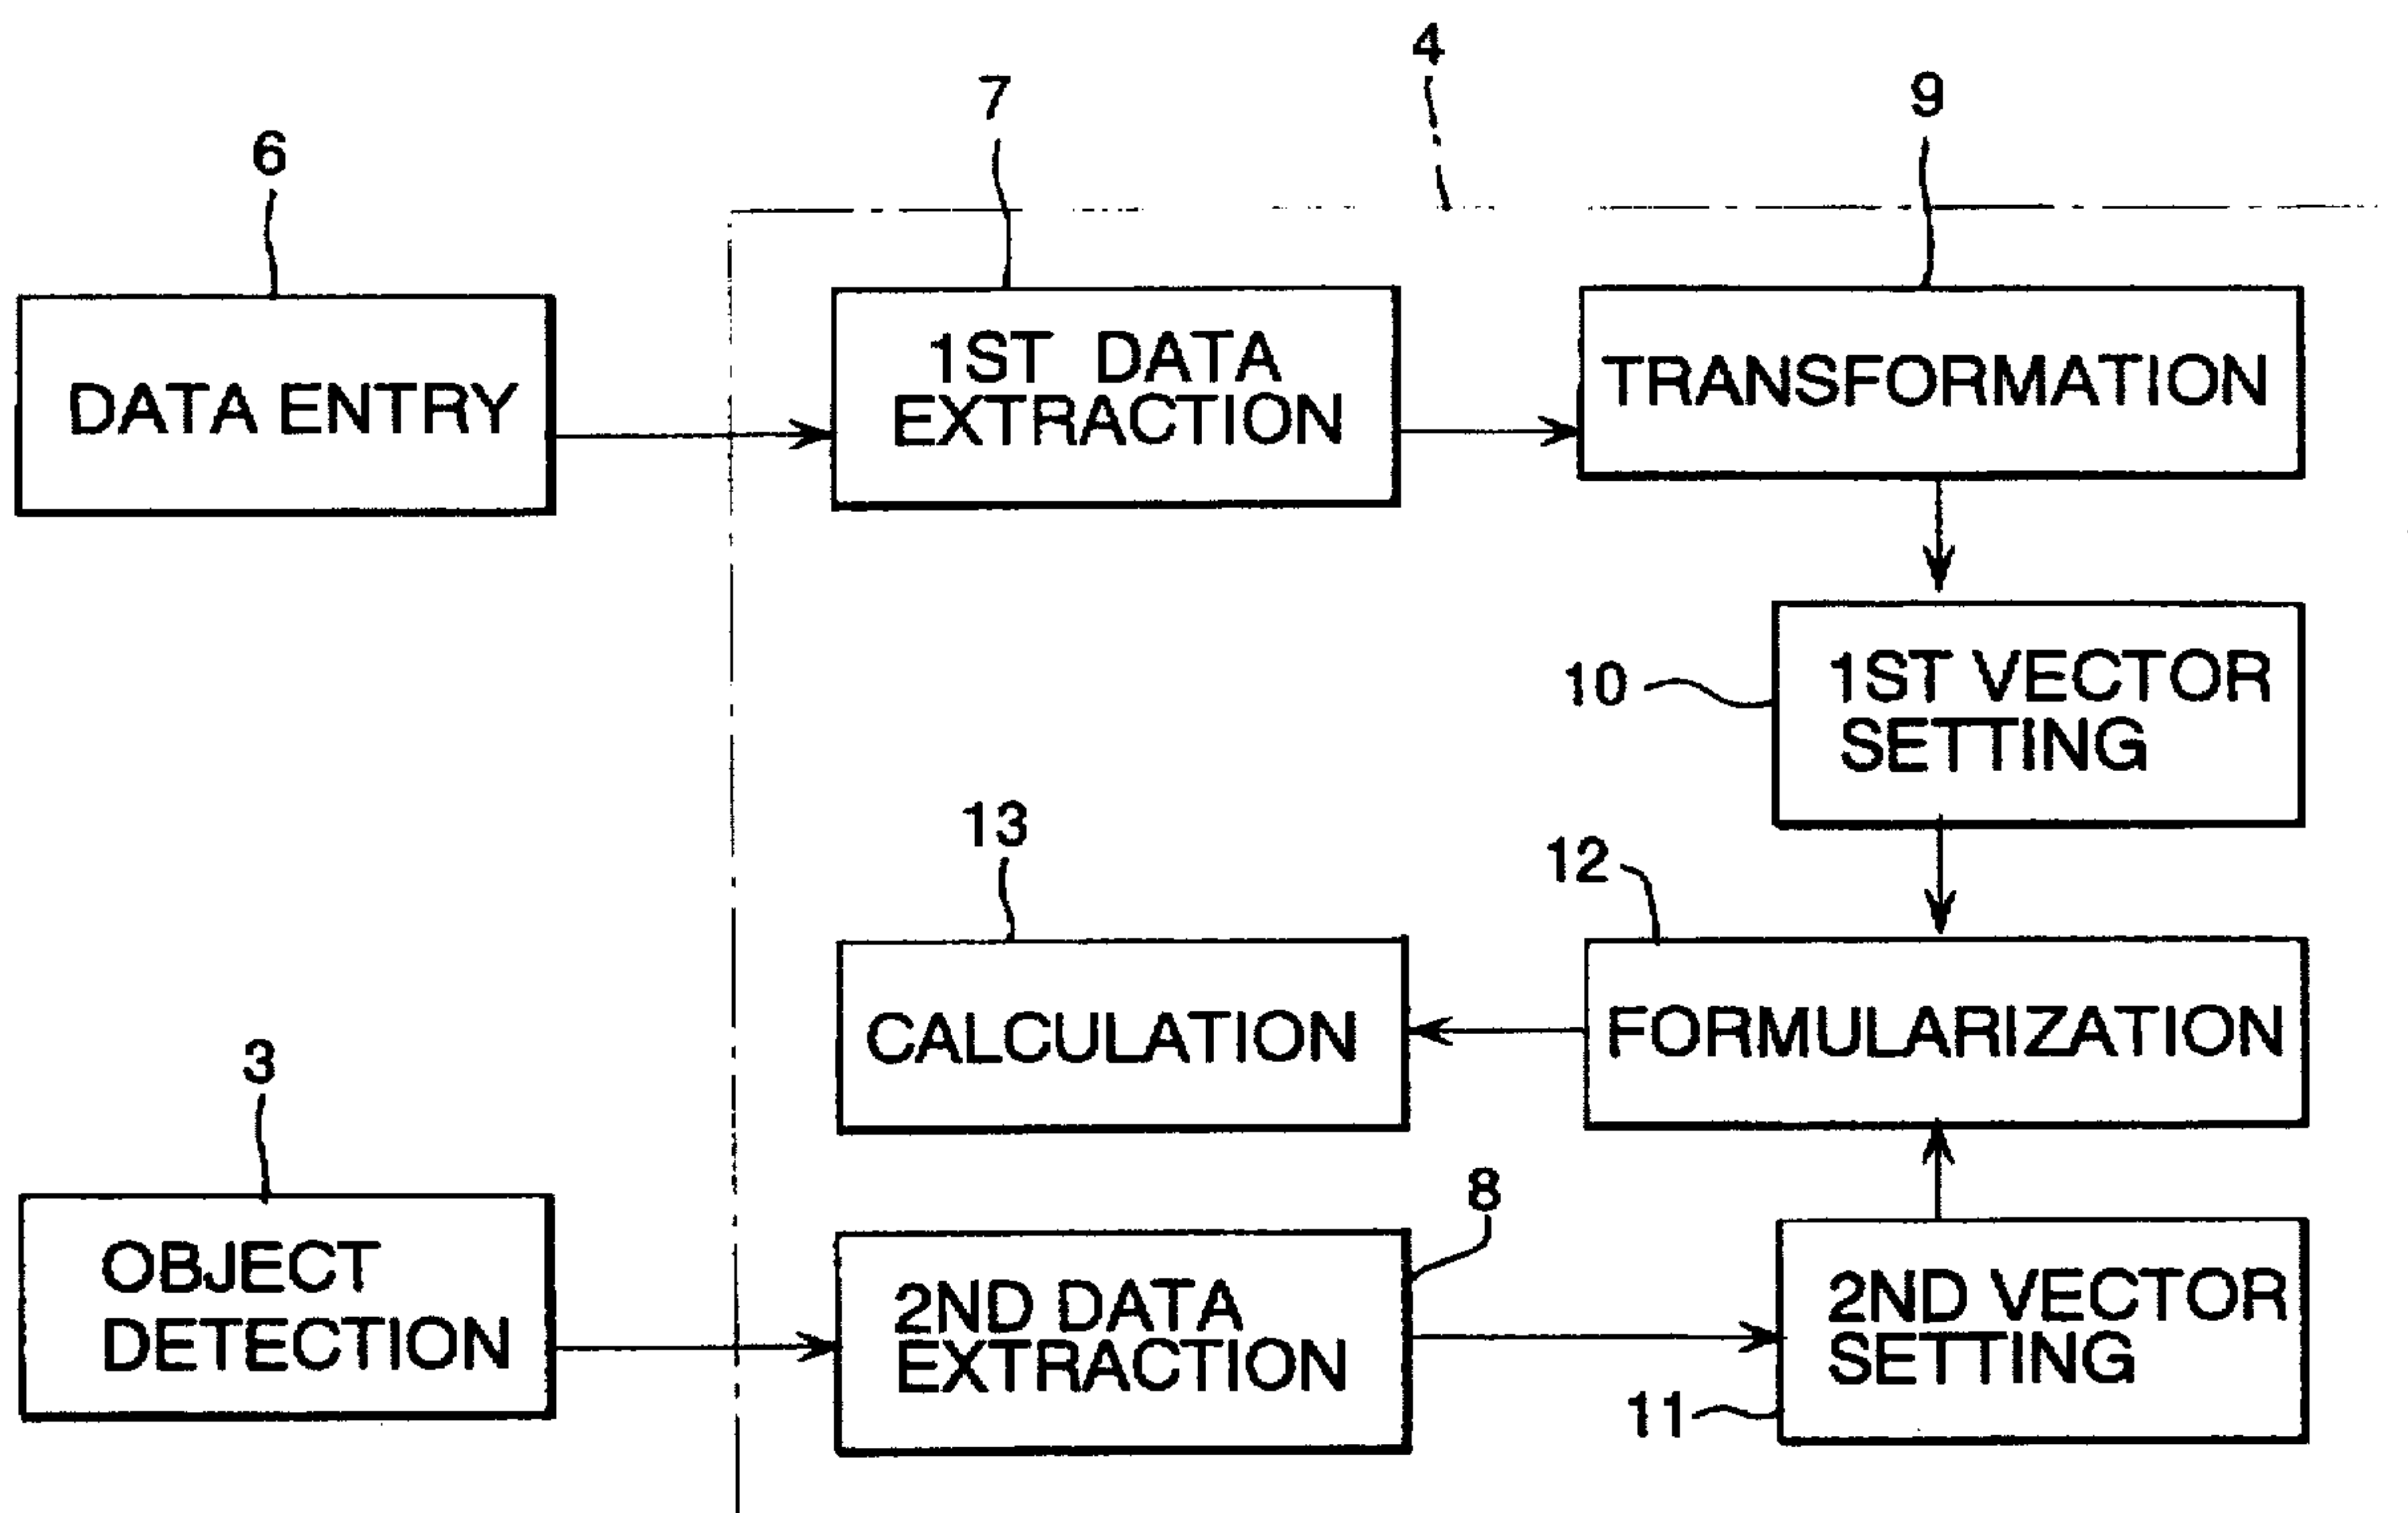 4
7
9
6
1ST DATA
EXTRACTION
TRANSFORMATION
DATA ENTRY
10
1ST VECTOR
SETTING
13
12
CALCULATION
FORMULARIZATION
3
8
OBJECT
DETECTION
2ND DATA
EXTRACTION
2ND VECTOR
SETTING
11